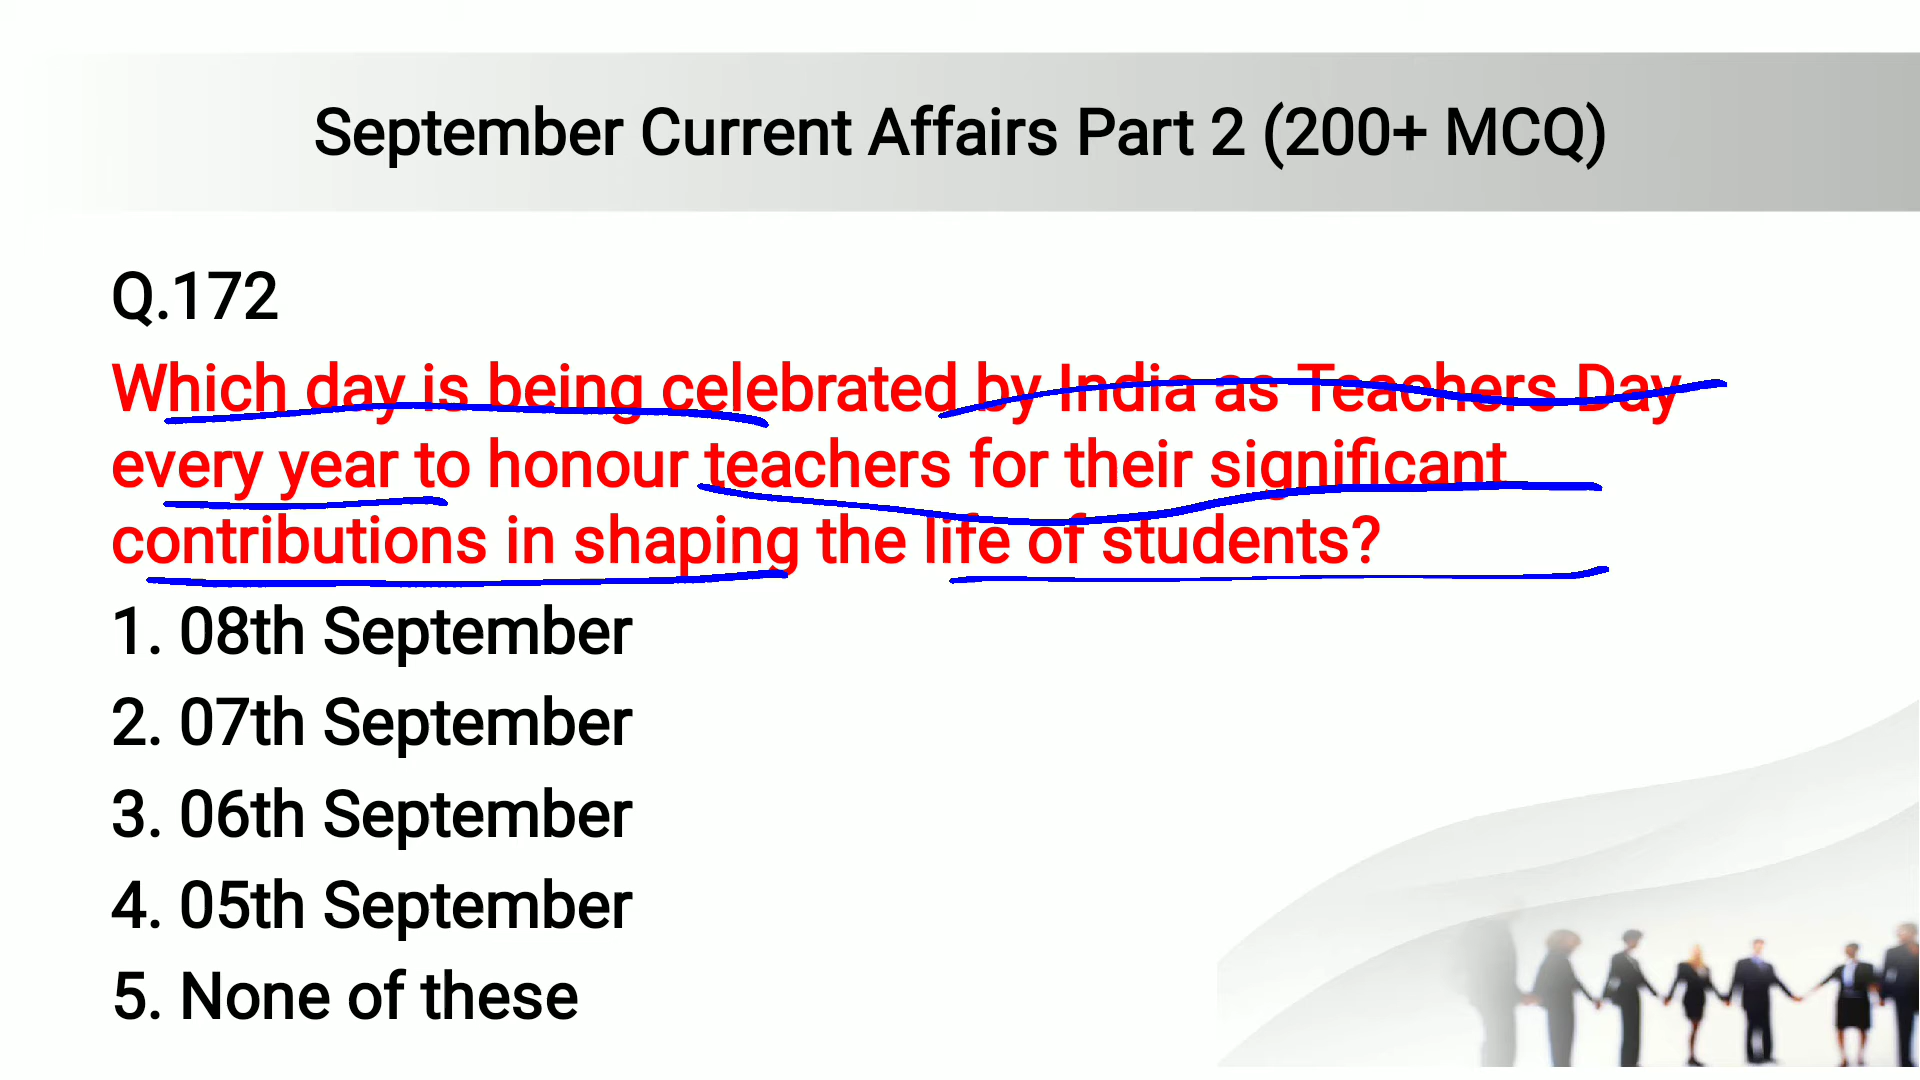 September Current Affairs Part 2 (200+ MCQ)
Q.172
Which day is being celebrated by India as Teachers Day
every year to honour teachers for their significant
contributions in shaping the life of students?
1. 08th September
2. 07th September
3. 06th September
4. 05th September
5. None of these